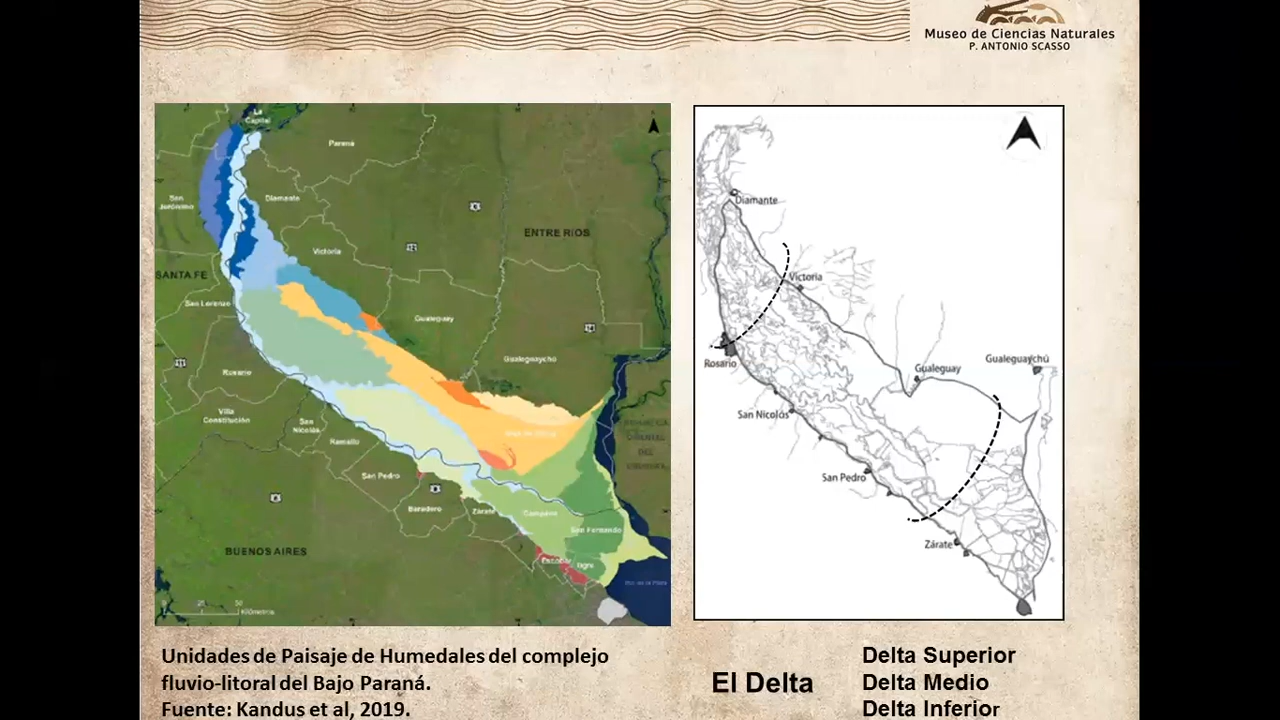 Museo de Ciencias Naturales
P. ANTONIO SCASSO
La
Capital
Paraná
San
Jerónimo
Diamante
Victoria
ENTRE RIOS
SANTA FE
San Lorenzo
Gualeguay
Gualeguaychú
Rosario
Villa
Constitución
San
Nicolás
Ramallo
San Pedro
Baradero
Zárate
Campana
San Fernando
Escobar
Tigre
BUENOS AIRES
0 25 50
Kilómetros
Diamante
Victoria
Rosario
Gualeguaychú
Gualeguay
San Nicolás
San Pedro
Zárate
Unidades de Paisaje de Humedales del complejo
fluvio-litoral del Bajo Paraná.
Fuente: Kandus et al, 2019.
El Delta
Delta Superior
Delta Medio
Delta Inferior